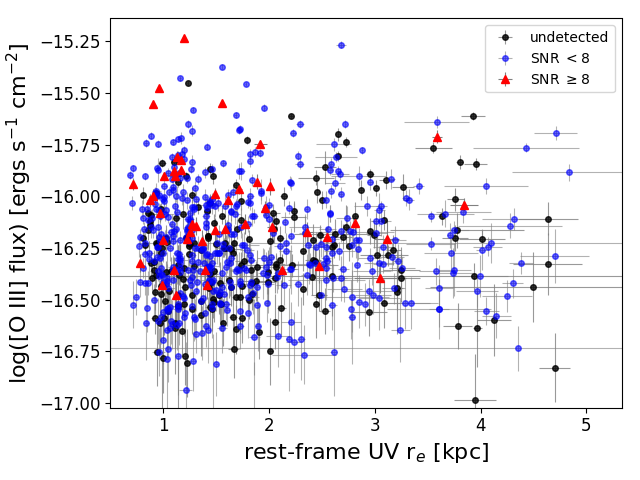 log([O III] flux) [ergs s⁻¹ cm⁻²]
−15.25
−15.50
−15.75
−16.00
−16.25
−16.50
−16.75
−17.00
undetected
SNR < 8
SNR ≥ 8
1 2 3 4 5
rest-frame UV rₑ [kpc]